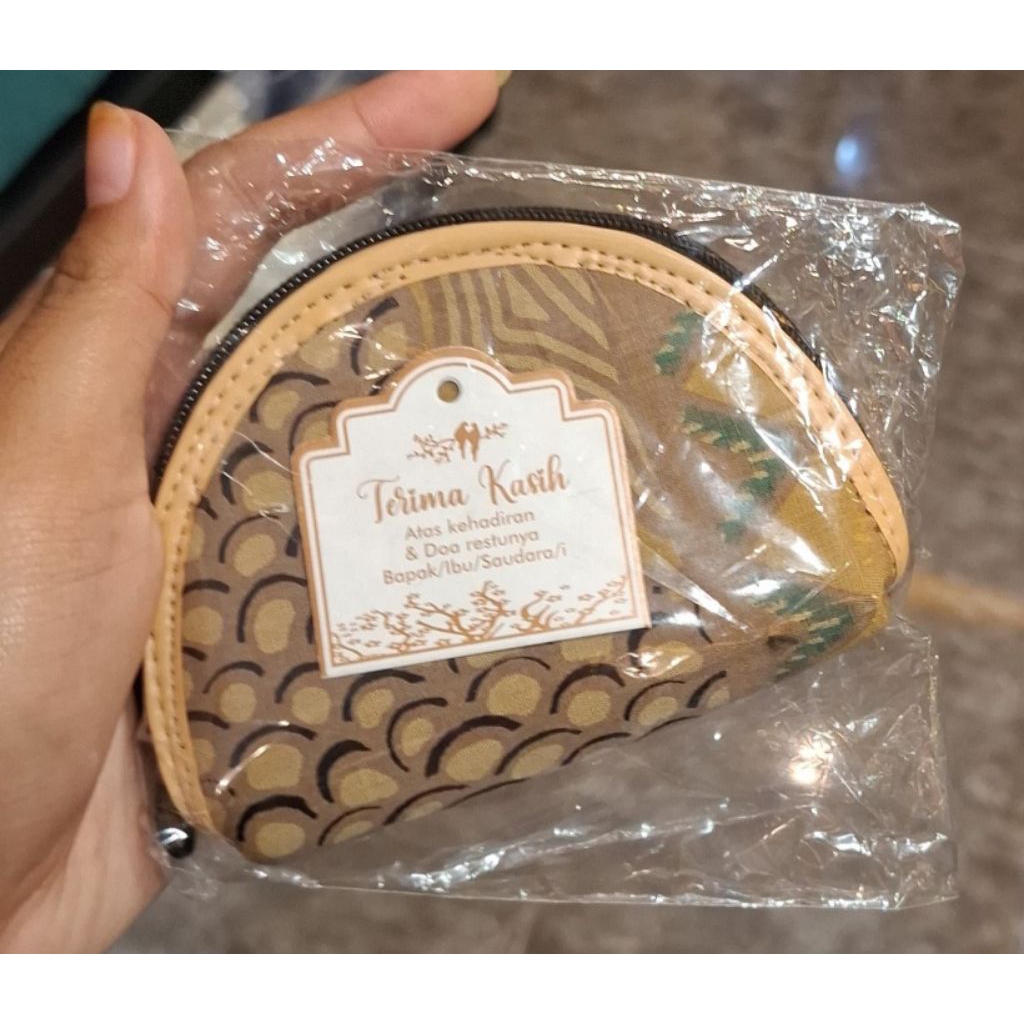 Terima Kasih
Atas kehadiran
& Doa restunya
Bapak/Ibu/Saudara/i